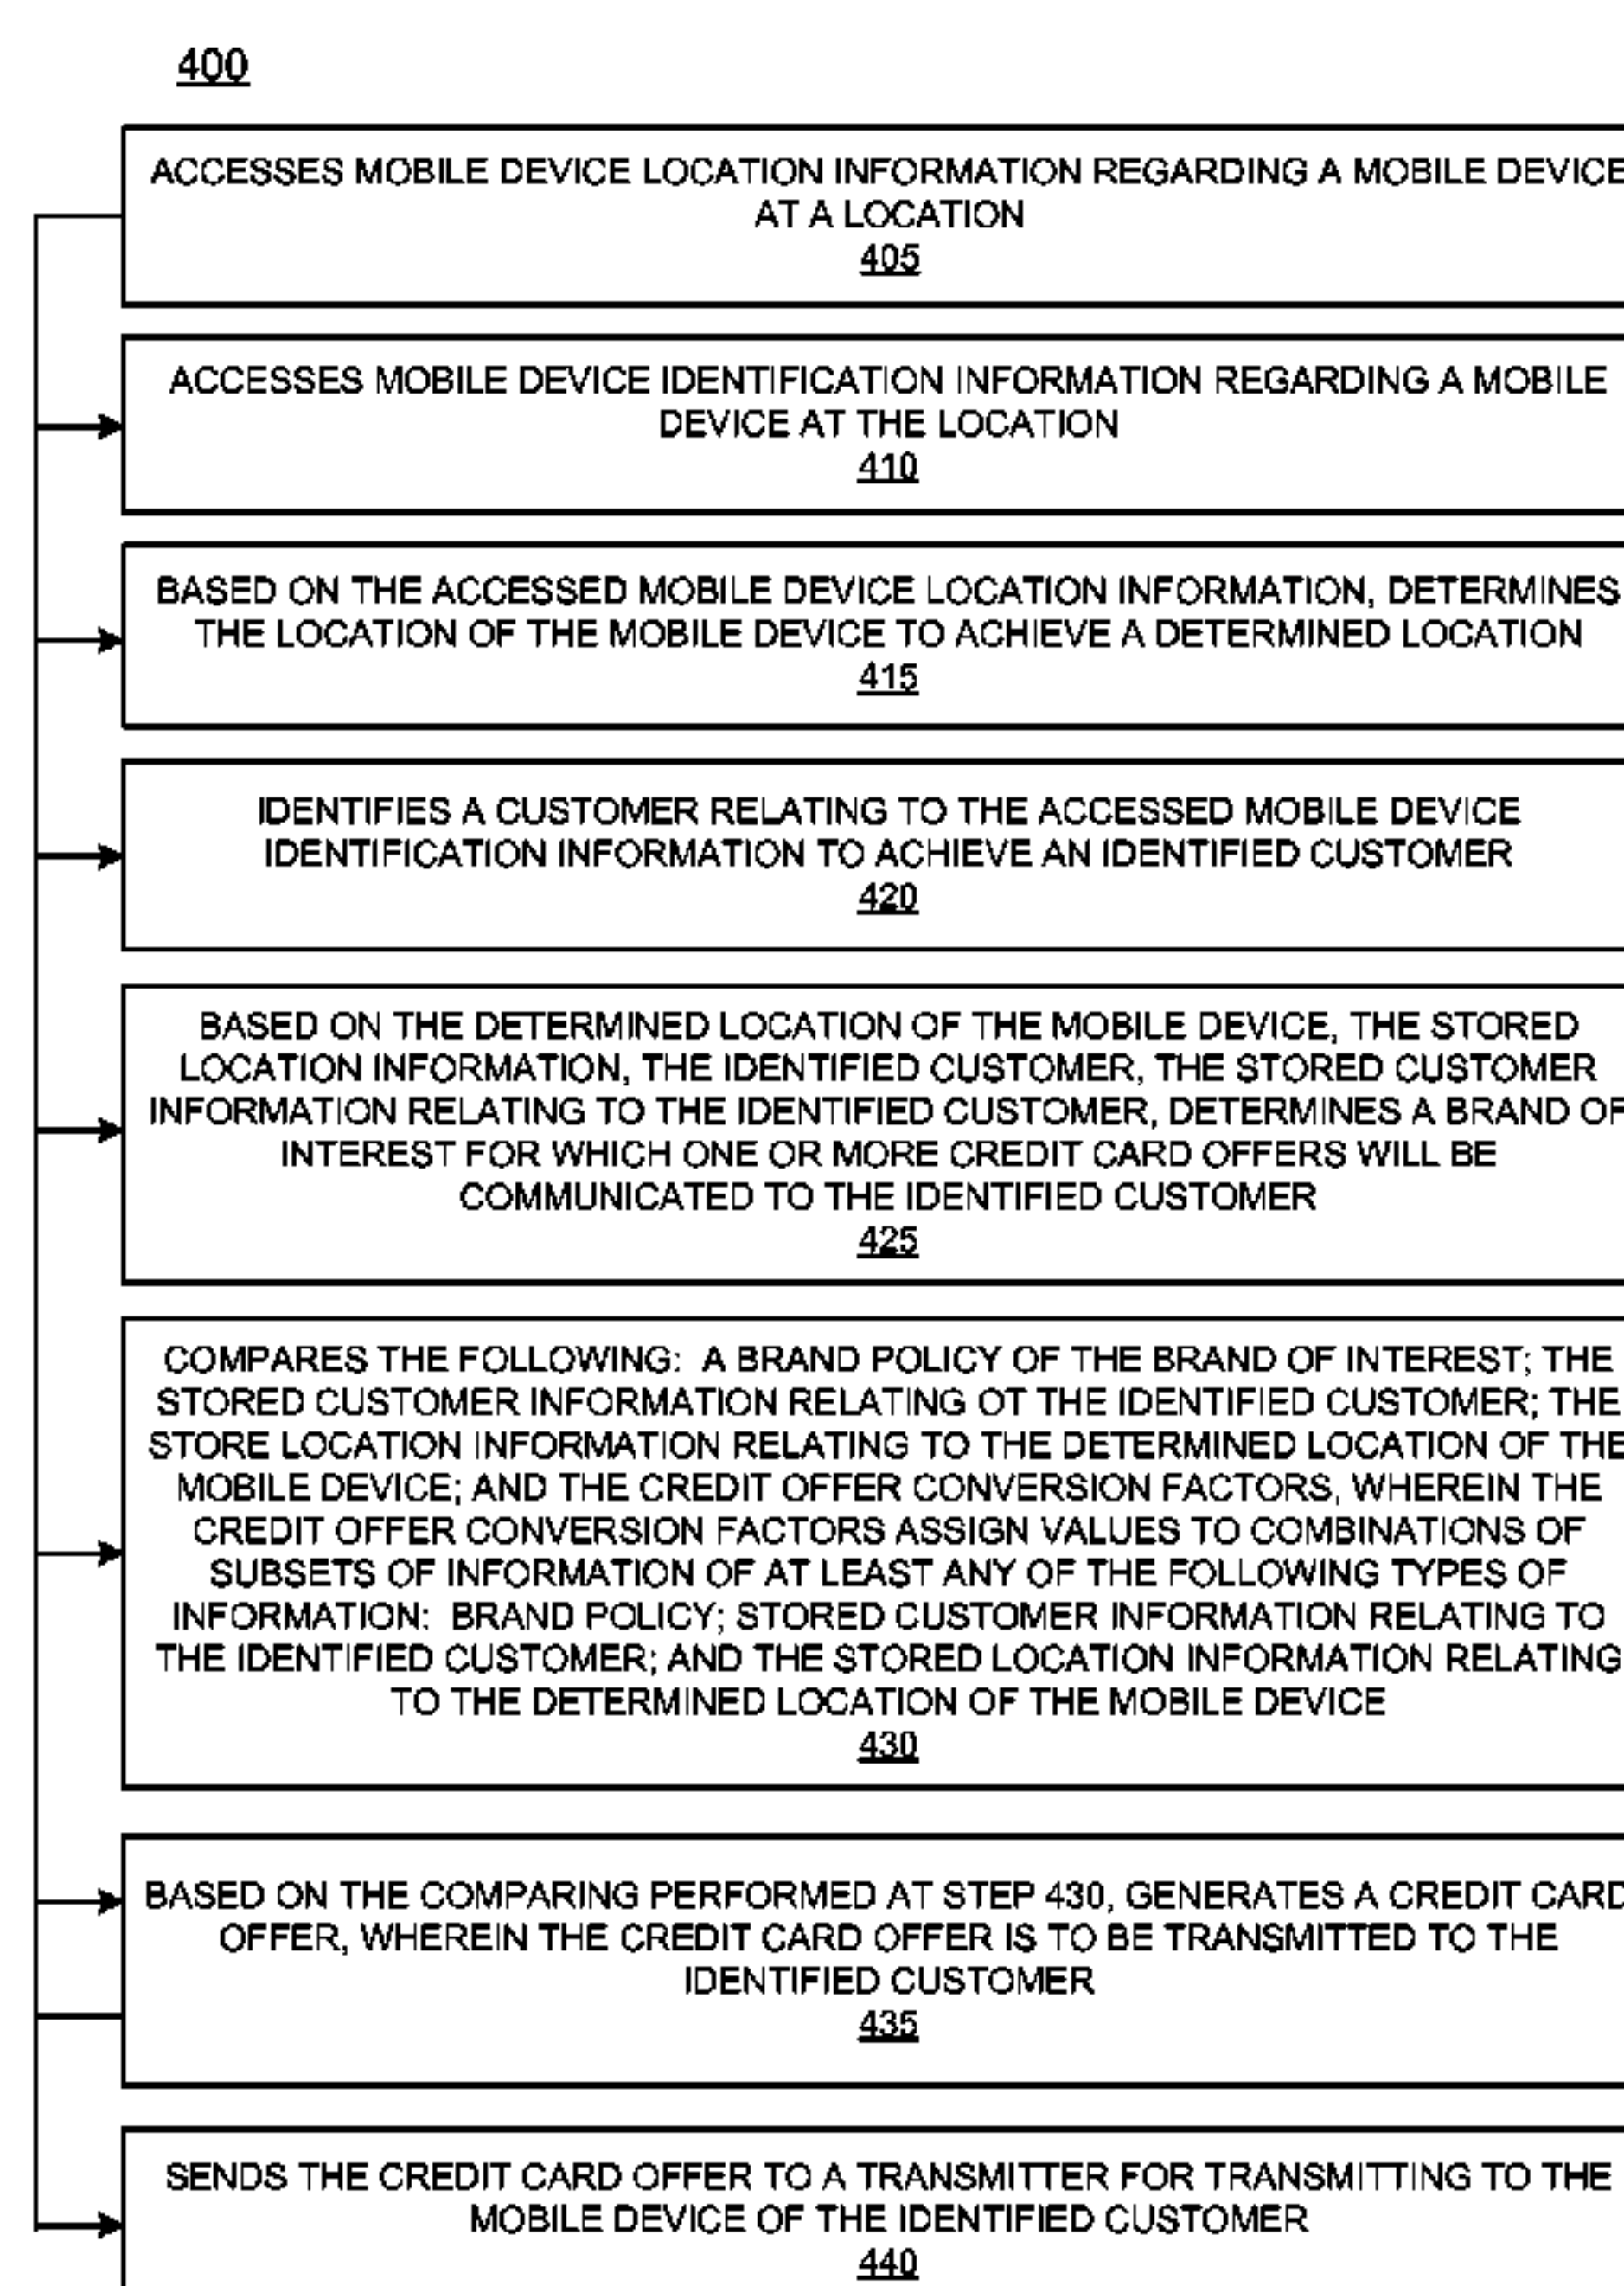 400
ACCESSES MOBILE DEVICE LOCATION INFORMATION REGARDING A MOBILE DEVICE
AT A LOCATION
405
ACCESSES MOBILE DEVICE IDENTIFICATION INFORMATION REGARDING A MOBILE
DEVICE AT THE LOCATION
410
BASED ON THE ACCESSED MOBILE DEVICE LOCATION INFORMATION, DETERMINES
THE LOCATION OF THE MOBILE DEVICE TO ACHIEVE A DETERMINED LOCATION
415
IDENTIFIES A CUSTOMER RELATING TO THE ACCESSED MOBILE DEVICE
IDENTIFICATION INFORMATION TO ACHIEVE AN IDENTIFIED CUSTOMER
420
BASED ON THE DETERMINED LOCATION OF THE MOBILE DEVICE, THE STORED
LOCATION INFORMATION, THE IDENTIFIED CUSTOMER, THE STORED CUSTOMER
INFORMATION RELATING TO THE IDENTIFIED CUSTOMER, DETERMINES A BRAND OF
INTEREST FOR WHICH ONE OR MORE CREDIT CARD OFFERS WILL BE
COMMUNICATED TO THE IDENTIFIED CUSTOMER
425
COMPARES THE FOLLOWING: A BRAND POLICY OF THE BRAND OF INTEREST; THE
STORED CUSTOMER INFORMATION RELATING OT THE IDENTIFIED CUSTOMER; THE
STORE LOCATION INFORMATION RELATING TO THE DETERMINED LOCATION OF THE
MOBILE DEVICE; AND THE CREDIT OFFER CONVERSION FACTORS, WHEREIN THE
CREDIT OFFER CONVERSION FACTORS ASSIGN VALUES TO COMBINATIONS OF
SUBSETS OF INFORMATION OF AT LEAST ANY OF THE FOLLOWING TYPES OF
INFORMATION: BRAND POLICY; STORED CUSTOMER INFORMATION RELATING TO
THE IDENTIFIED CUSTOMER; AND THE STORED LOCATION INFORMATION RELATING
TO THE DETERMINED LOCATION OF THE MOBILE DEVICE
430
BASED ON THE COMPARING PERFORMED AT STEP 430, GENERATES A CREDIT CARD
OFFER, WHEREIN THE CREDIT CARD OFFER IS TO BE TRANSMITTED TO THE
IDENTIFIED CUSTOMER
435
SENDS THE CREDIT CARD OFFER TO A TRANSMITTER FOR TRANSMITTING TO THE
MOBILE DEVICE OF THE IDENTIFIED CUSTOMER
440